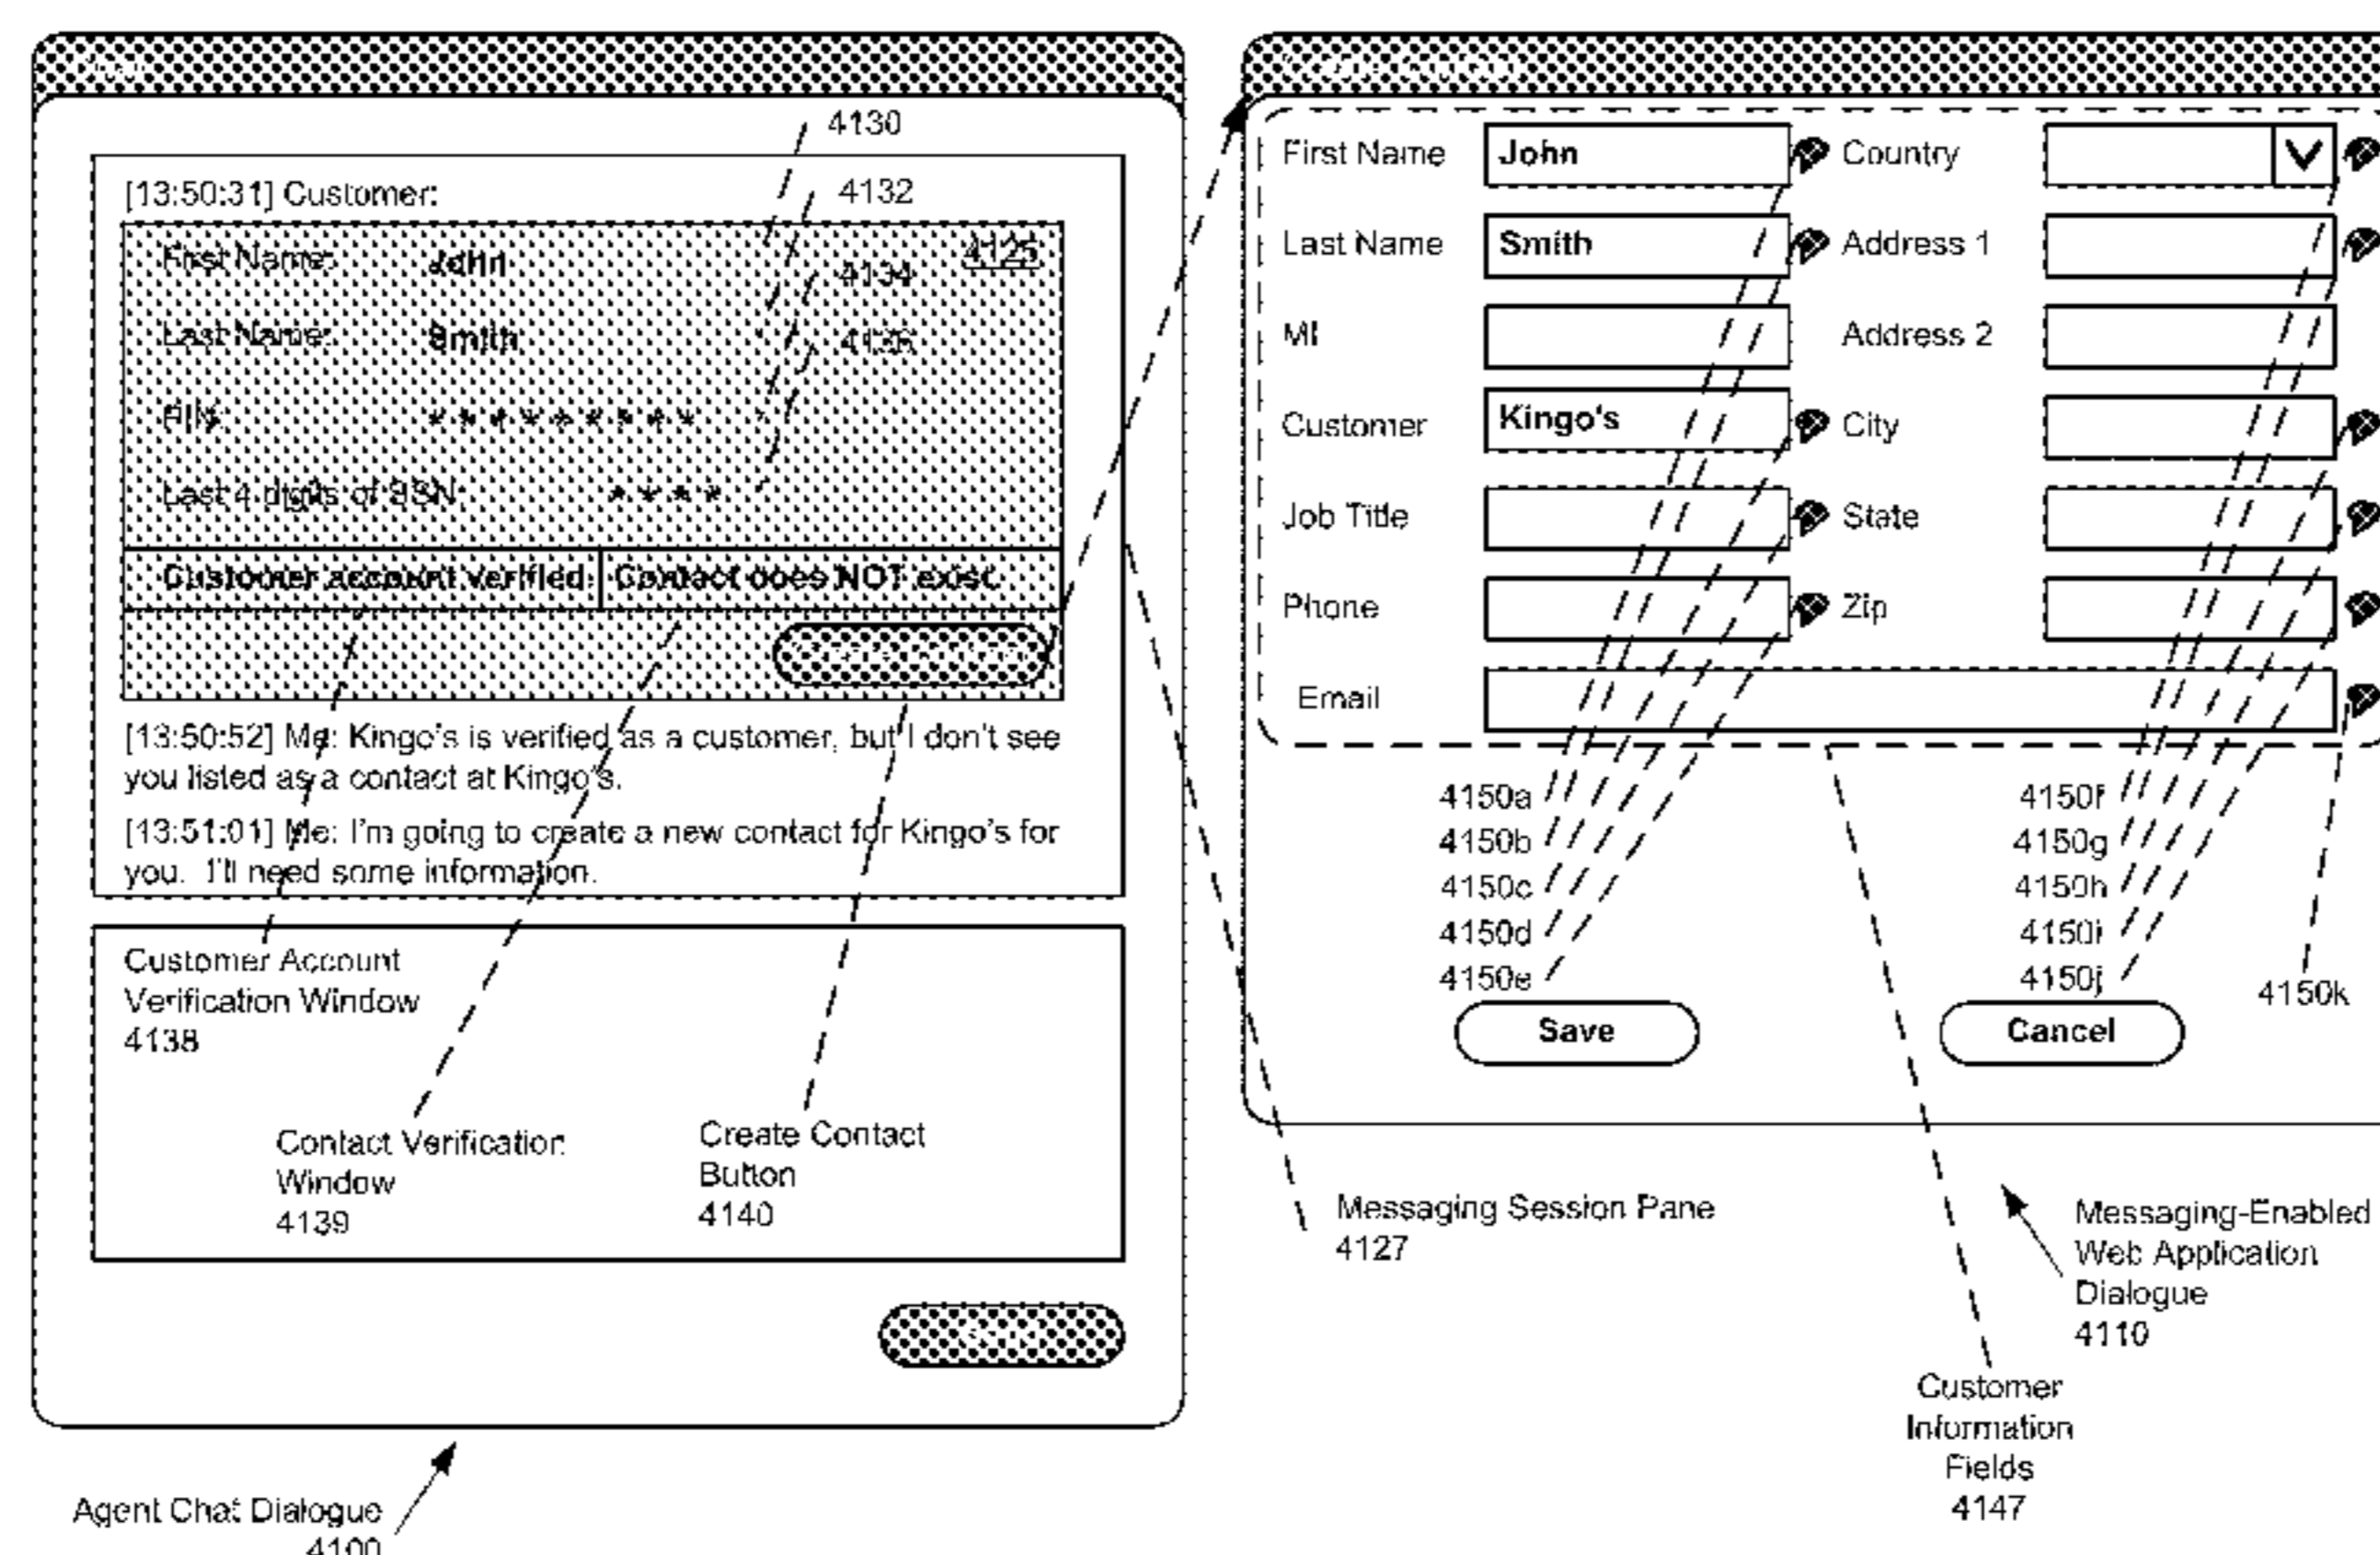 4130
[13:50:31] Customer:
4132
First Name: John
4125
4134
Last Name: Smith
4136
PIN: * * * * * * * * *
Last 4 digits of SSN * * * *
Customer account verified Contact does NOT exist
[13:50:52] Me: Kingo's is verified as a customer, but I don't see
you listed as a contact at Kingo's.
[13:51:01] Me: I'm going to create a new contact for Kingo's for
you. I'll need some information.
Customer Account
Verification Window
4138
Contact Verification
Window
4139
Create Contact
Button
4140
Agent Chat Dialogue
4100
First Name John Country
Last Name Smith Address 1
MI Address 2
Customer Kingo's City
Job Title State
Phone Zip
Email
4150a 4150f
4150b 4150g
4150c 4150h
4150d 4150i
4150e 4150j
4150k
Save Cancel
Messaging Session Pane
4127
Messaging-Enabled
Web Application
Dialogue
4110
Customer
Information
Fields
4147